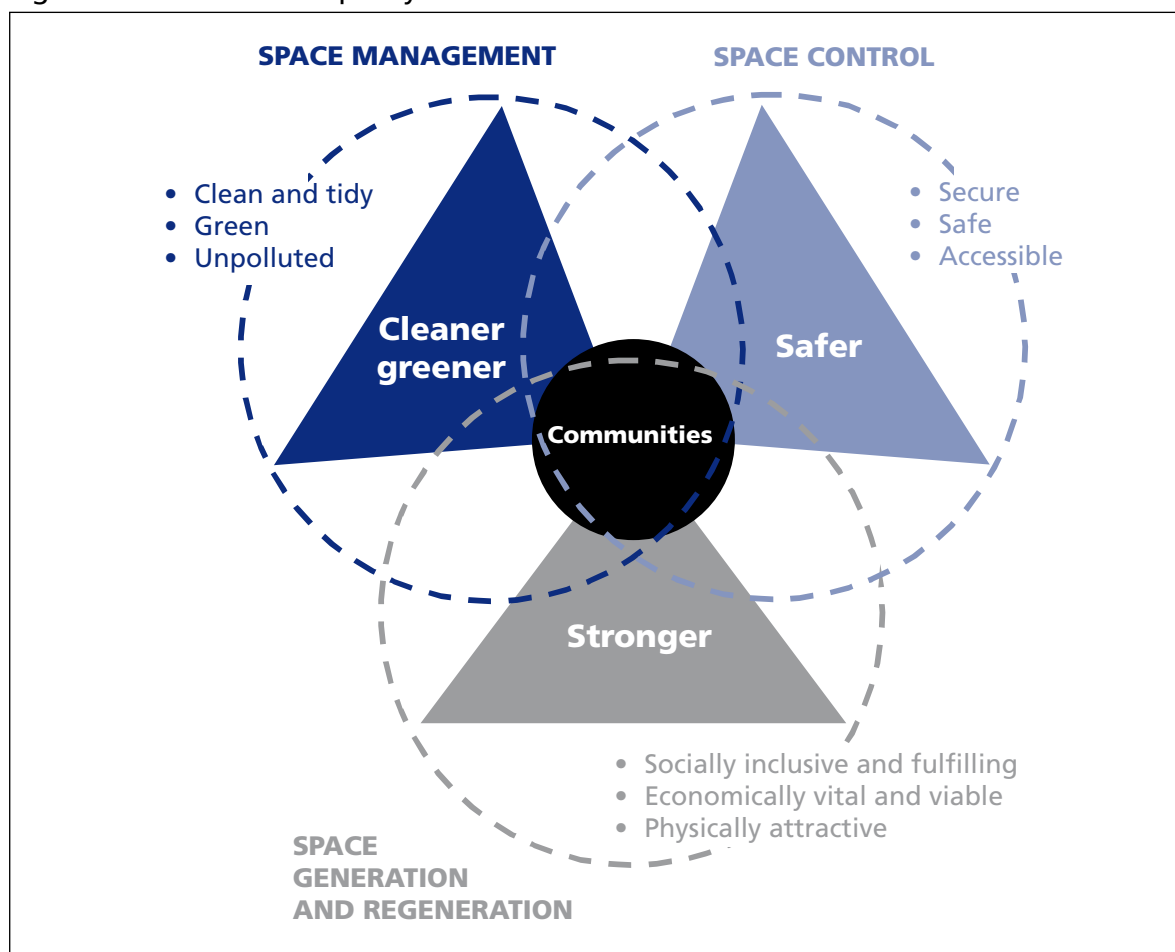 SPACE MANAGEMENT
SPACE CONTROL
• Clean and tidy
• Green
• Unpolluted
• Secure
• Safe
• Accessible
Cleaner
greener
Safer
Communities
Stronger
• Socially inclusive and fulfilling
• Economically vital and viable
• Physically attractive
SPACE
GENERATION
AND REGENERATION